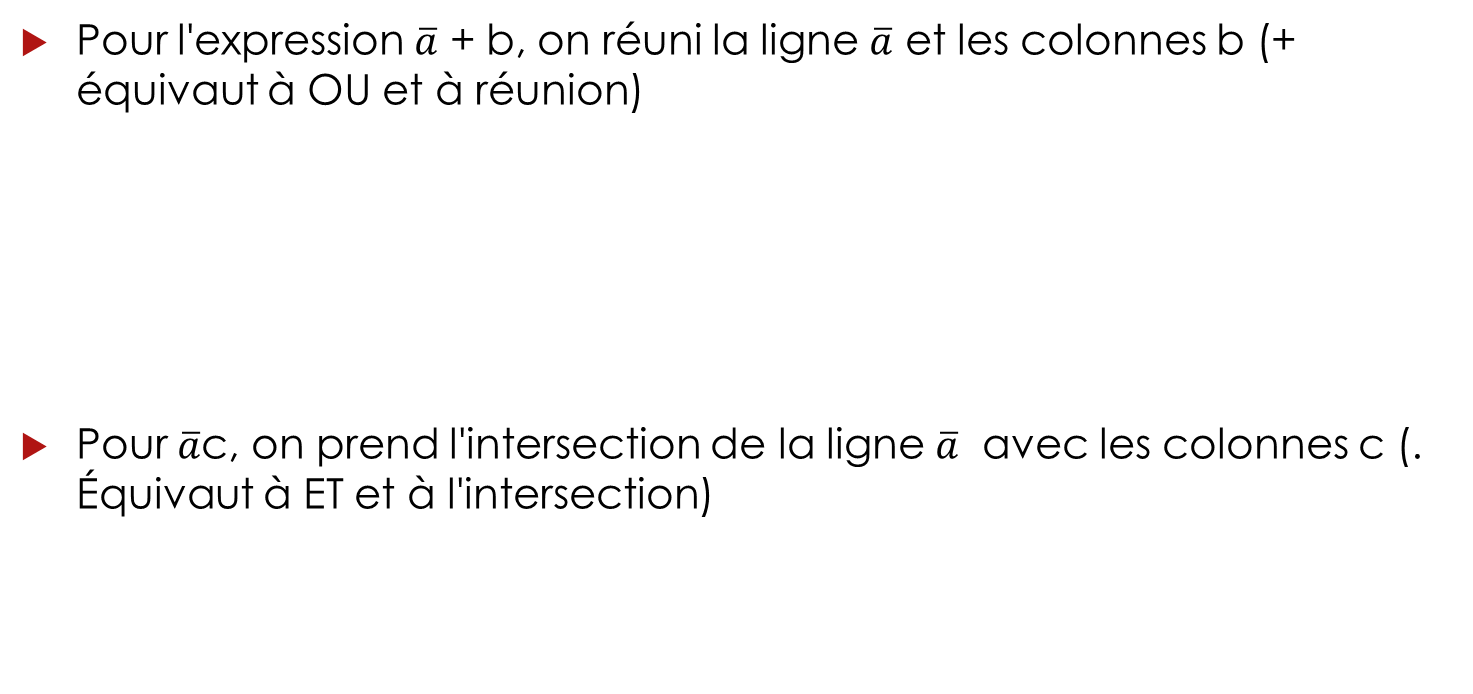 Pour l'expression a̅ + b, on réuni la ligne a̅ et les colonnes b (+
équivaut à OU et à réunion)
Pour a̅c, on prend l'intersection de la ligne a̅ avec les colonnes c (.
Équivaut à ET et à l'intersection)